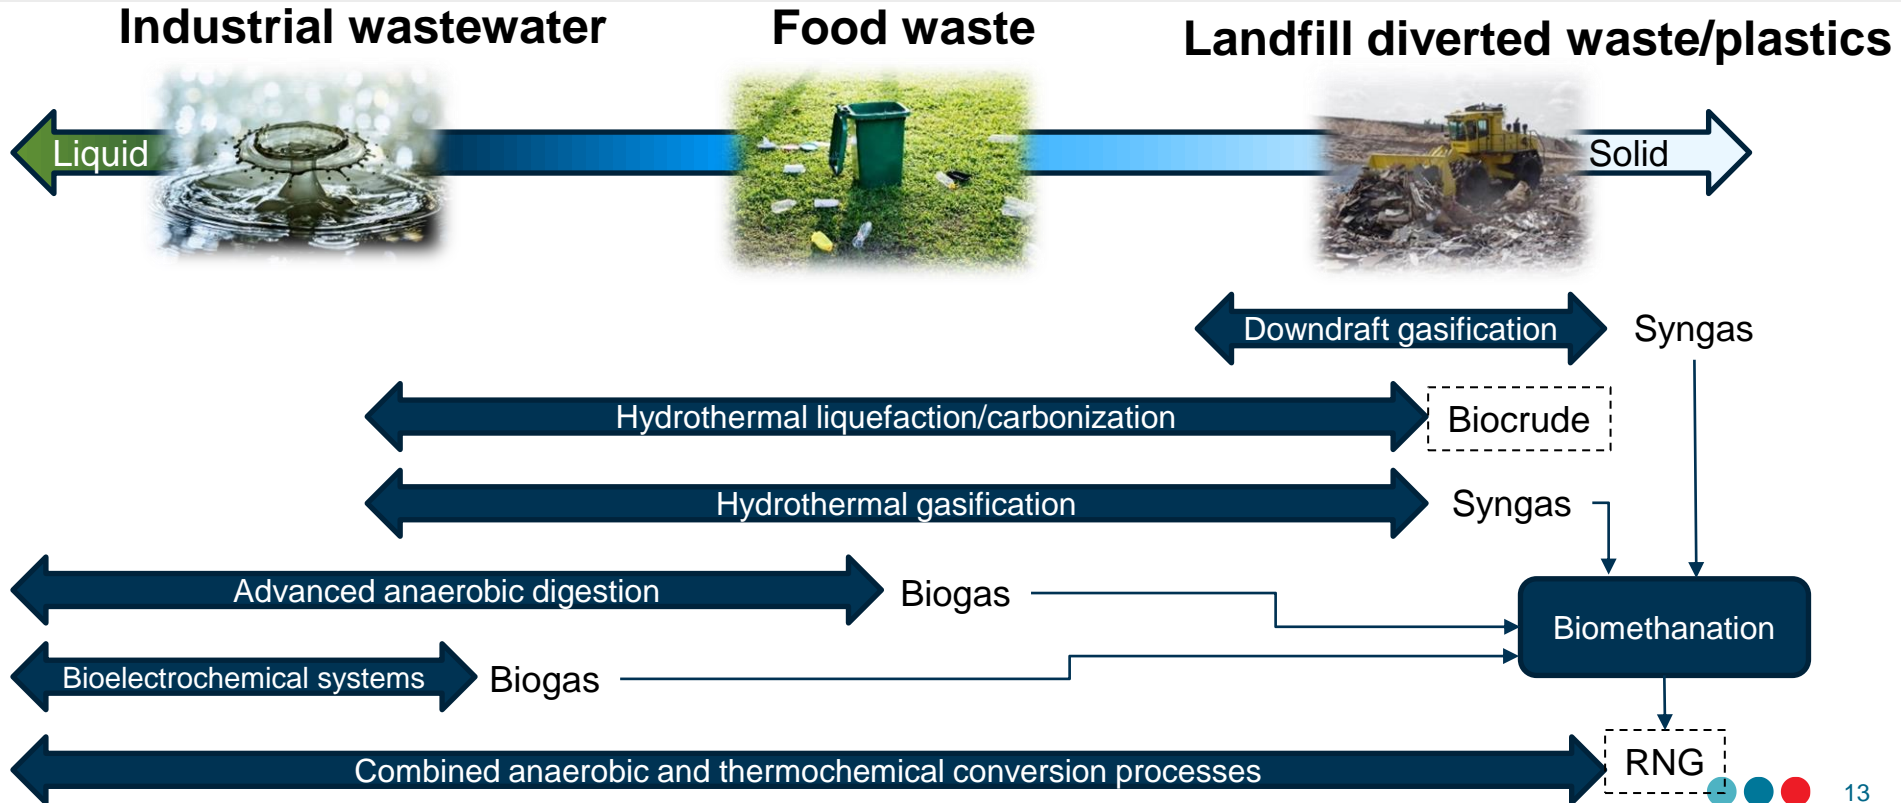 Industrial wastewater
Food waste
Landfill diverted waste/plastics
Liquid
Solid
Downdraft gasification
Syngas
Hydrothermal liquefaction/carbonization
Biocrude
Hydrothermal gasification
Syngas
Advanced anaerobic digestion
Biogas
Biomethanation
Bioelectrochemical systems
Biogas
Combined anaerobic and thermochemical conversion processes
RNG
13